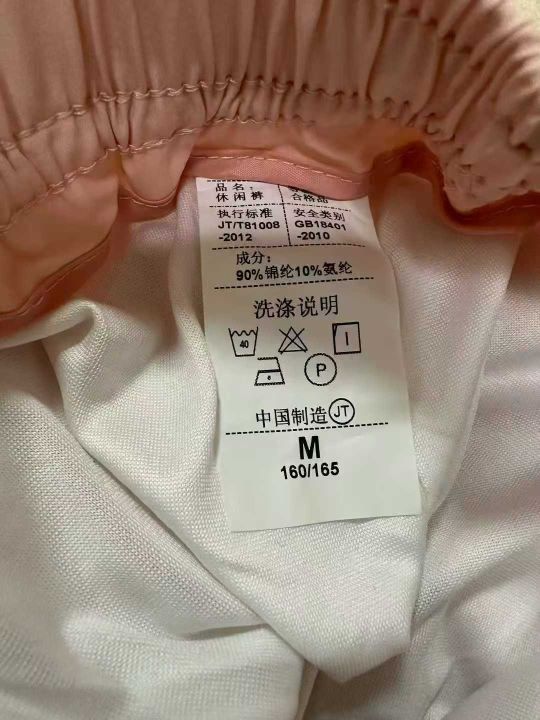 品名：
休闲裤
合格品
执行标准
JT/T81008
-2012
安全类别
GB18401
-2010
成分：
90%锦纶10%氨纶
洗涤说明
40
P
中国制造JT
M
160/165